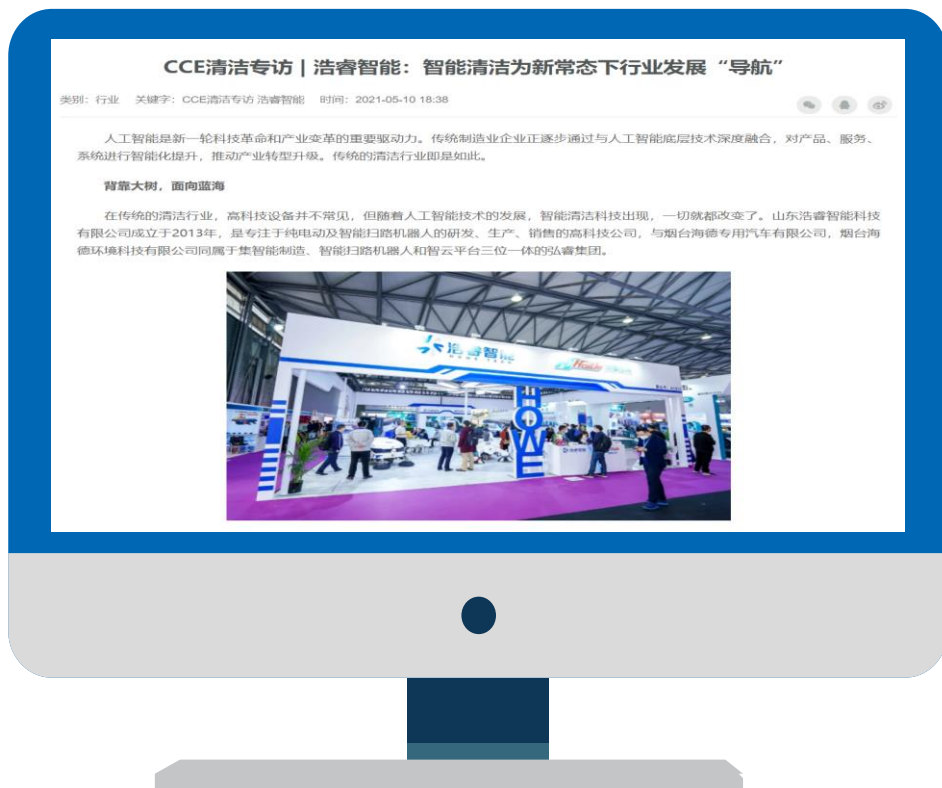 CCE清洁专访 | 浩睿智能：智能清洁为新常态下行业发展“导航”
类别：行业 关键字：CCE清洁专访 浩睿智能 时间：2021-05-10 18:38
人工智能是新一轮科技革命和产业变革的重要驱动力。传统制造业企业正逐步通过与人工智能底层技术深度融合，对产品、服务、
系统进行智能化提升，推动产业转型升级。传统的清洁行业即是如此。
背靠大树，面向蓝海
在传统的清洁行业，高科技设备并不常见，但随着人工智能技术的发展，智能清洁科技出现，一切就都改变了。山东浩睿智能科技
有限公司成立于2013年，是专注于纯电动及智能扫路机器人的研发、生产、销售的高科技公司，与烟台海德专用汽车有限公司，烟台海
德环境科技有限公司同属于集智能制造、智能扫路机器人和智云平台三位一体的弘睿集团。
浩睿智能
HOWE